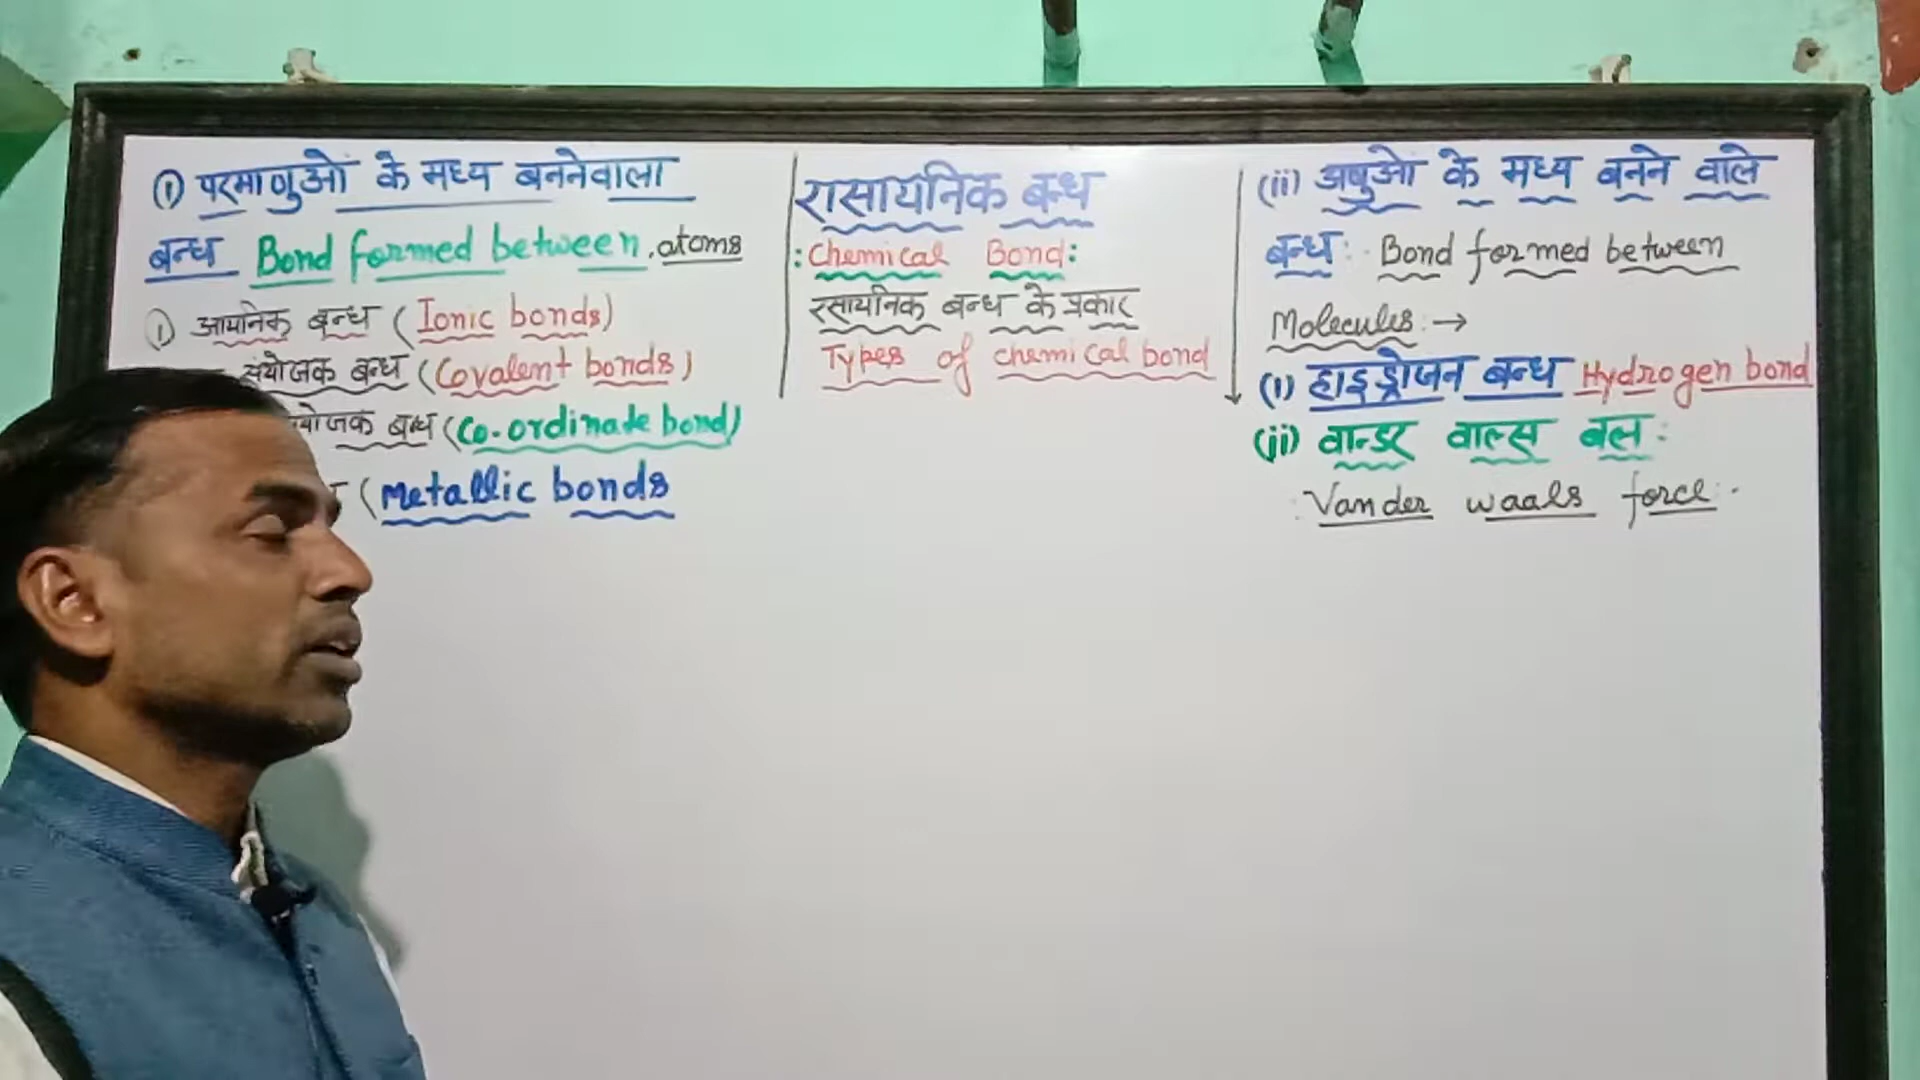 ① परमाणुओं के मध्य बननेवाला
बन्ध Bond formed between atoms
① आयनिक बन्ध (Ionic bonds)
संयोजक बन्ध (Covalent bonds)
योजक बन्ध (Co-ordinate bond)
(Metallic bonds
रासायनिक बन्ध
:Chemical Bond:
रसायनिक बन्ध के प्रकार
Types of chemical bond
(ii) अणुओ के मध्य बनने वाले
बन्ध: Bond formed between
Molecules: →
(i) हाइड्रोजन बन्ध Hydrogen bond
(ii) वान्डर वाल्स बल:
: Vander waals force.